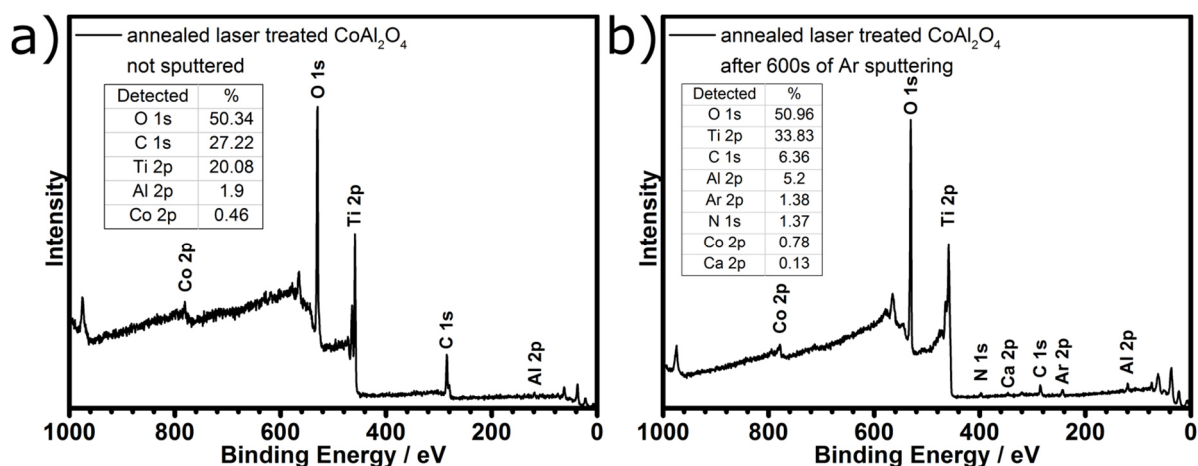 a)
annealed laser treated CoAl₂O₄
not sputtered
Detected %
O 1s 50.34
C 1s 27.22
Ti 2p 20.08
Al 2p 1.9
Co 2p 0.46
Co 2p
O 1s
Ti 2p
C 1s
Al 2p
Intensity
1000 800 600 400 200 0
Binding Energy / eV
b)
annealed laser treated CoAl₂O₄
after 600s of Ar sputtering
Detected %
O 1s 50.96
Ti 2p 33.83
C 1s 6.36
Al 2p 5.2
Ar 2p 1.38
N 1s 1.37
Co 2p 0.78
Ca 2p 0.13
Co 2p
O 1s
Ti 2p
N 1s
Ca 2p
C 1s
Ar 2p
Al 2p
Intensity
1000 800 600 400 200 0
Binding Energy / eV